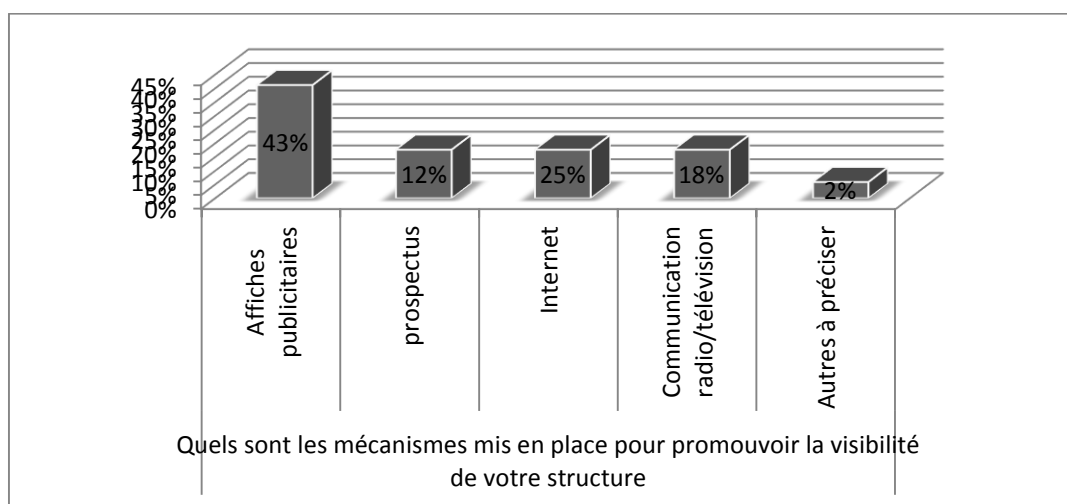 45%
40%
35%
30%
25%
20%
15%
10%
5%
0%
43%
12%
25%
18%
2%
Affiches
publicitaires
prospectus
Internet
Communication
radio/télévision
Autres à préciser
Quels sont les mécanismes mis en place pour promouvoir la visibilité
de votre structure